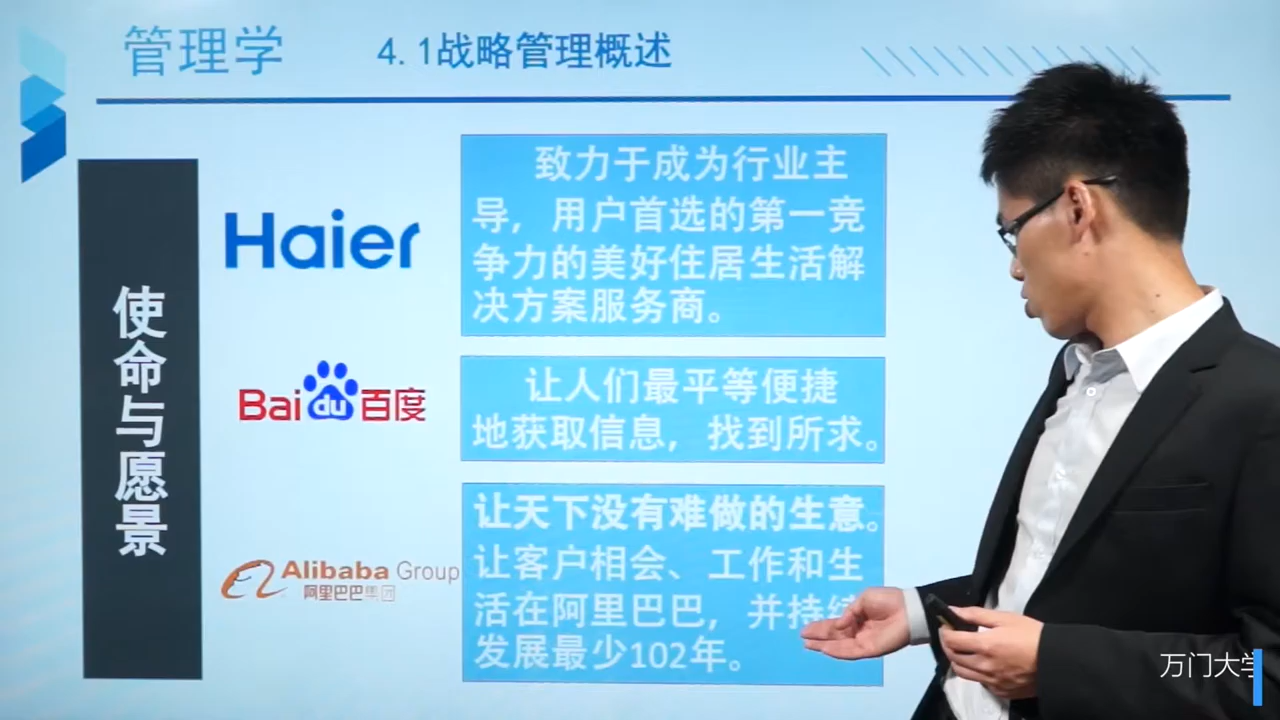 管理学
4.1战略管理概述
使命与愿景
Haier
致力于成为行业主
导，用户首选的第一竞
争力的美好住居生活解
决方案服务商。
Bai du 百度
让人们最平等便捷
地获取信息，找到所求。
Alibaba Group
阿里巴巴集团
让天下没有难做的生意。
让客户相会、工作和生
活在阿里巴巴，并持续
发展最少102年。
万门大学